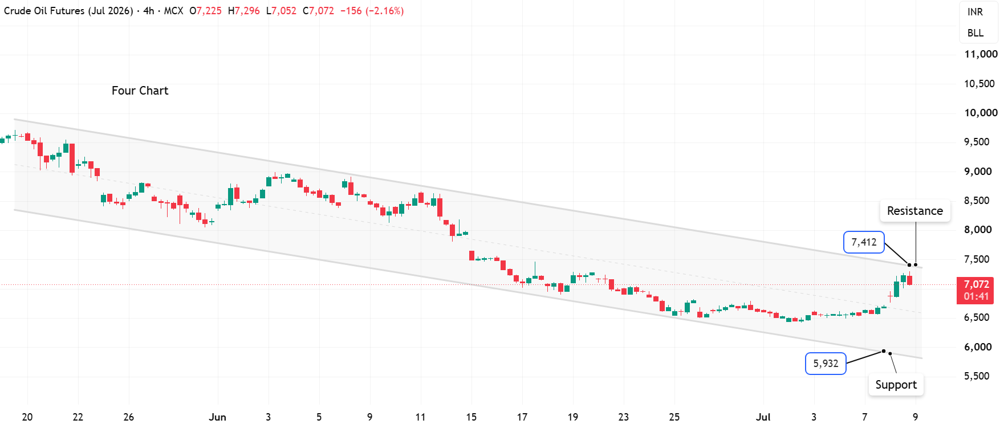 Crude Oil Futures (Jul 2026) · 4h · MCX O7,225 H7,296 L7,052 C7,072 −156 (−2.16%)
INR
BLL
11,000
Four Chart
10,500
10,000
9,500
9,000
8,500
Resistance
8,000
7,412
7,500
7,072
01:41
6,500
6,000
5,932
5,500
Support
20 22 26 Jun 3 5 9 11 15 17 19 23 25 Jul 3 7 9